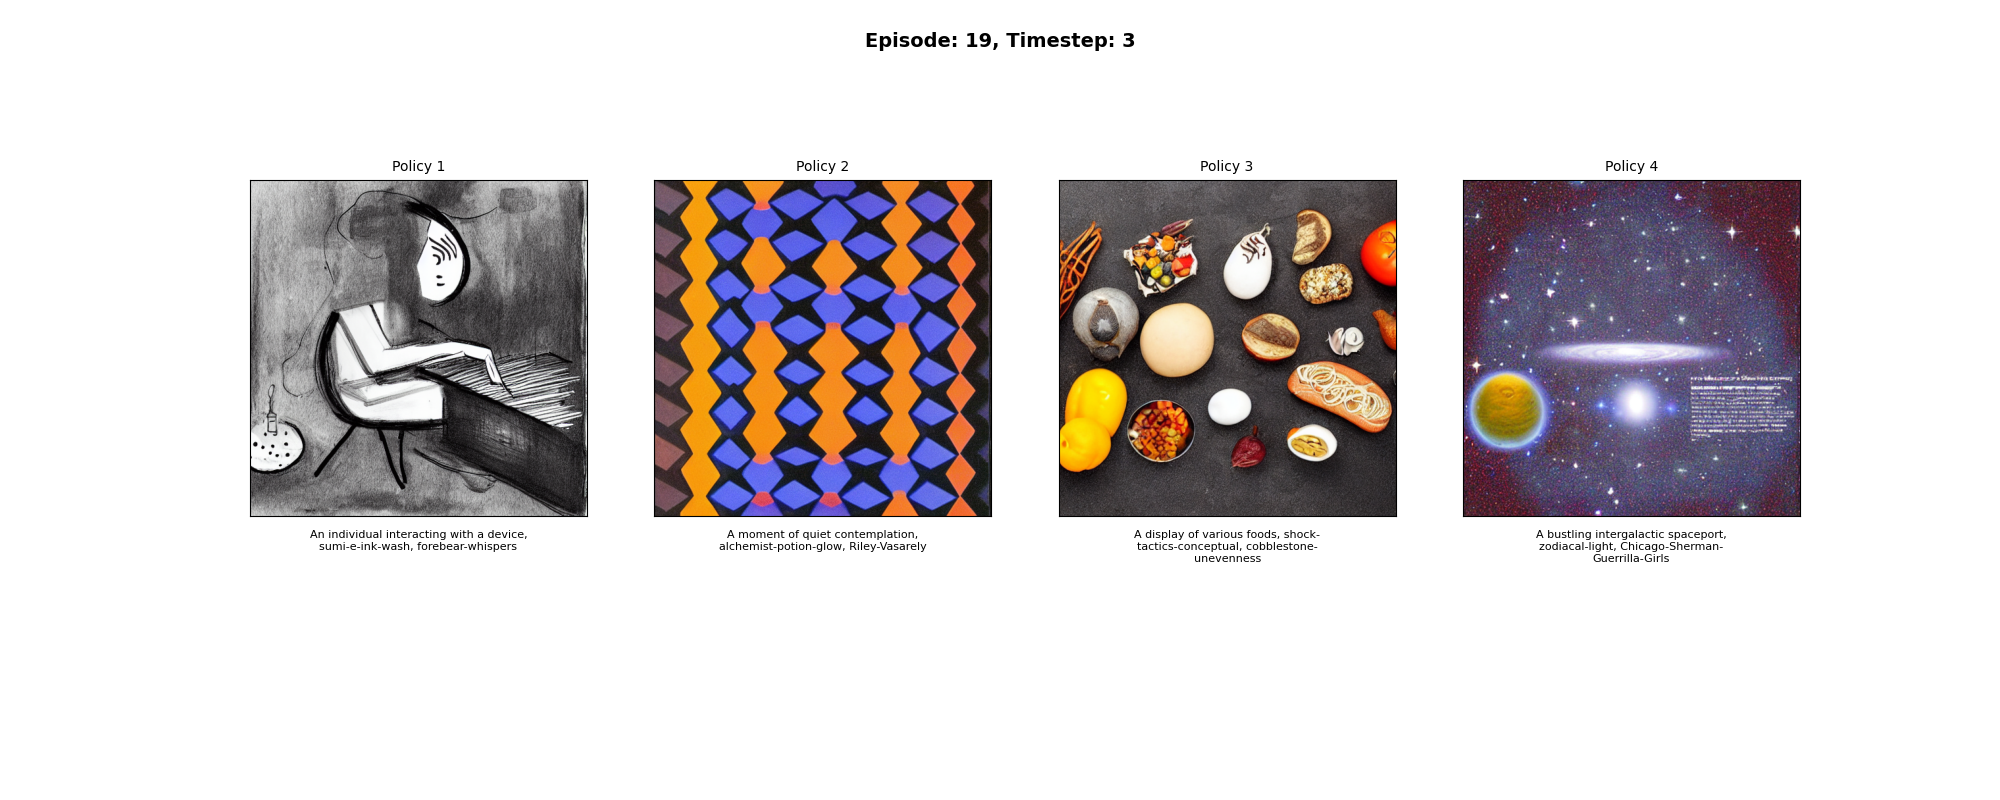 Episode: 19, Timestep: 3
Policy 1
Policy 2
Policy 3
Policy 4
An individual interacting with a device,
sumi-e-ink-wash, forebear-whispers
A moment of quiet contemplation,
alchemist-potion-glow, Riley-Vasarely
A display of various foods, shock-
tactics-conceptual, cobblestone-
unevenness
A bustling intergalactic spaceport,
zodiacal-light, Chicago-Sherman-
Guerrilla-Girls